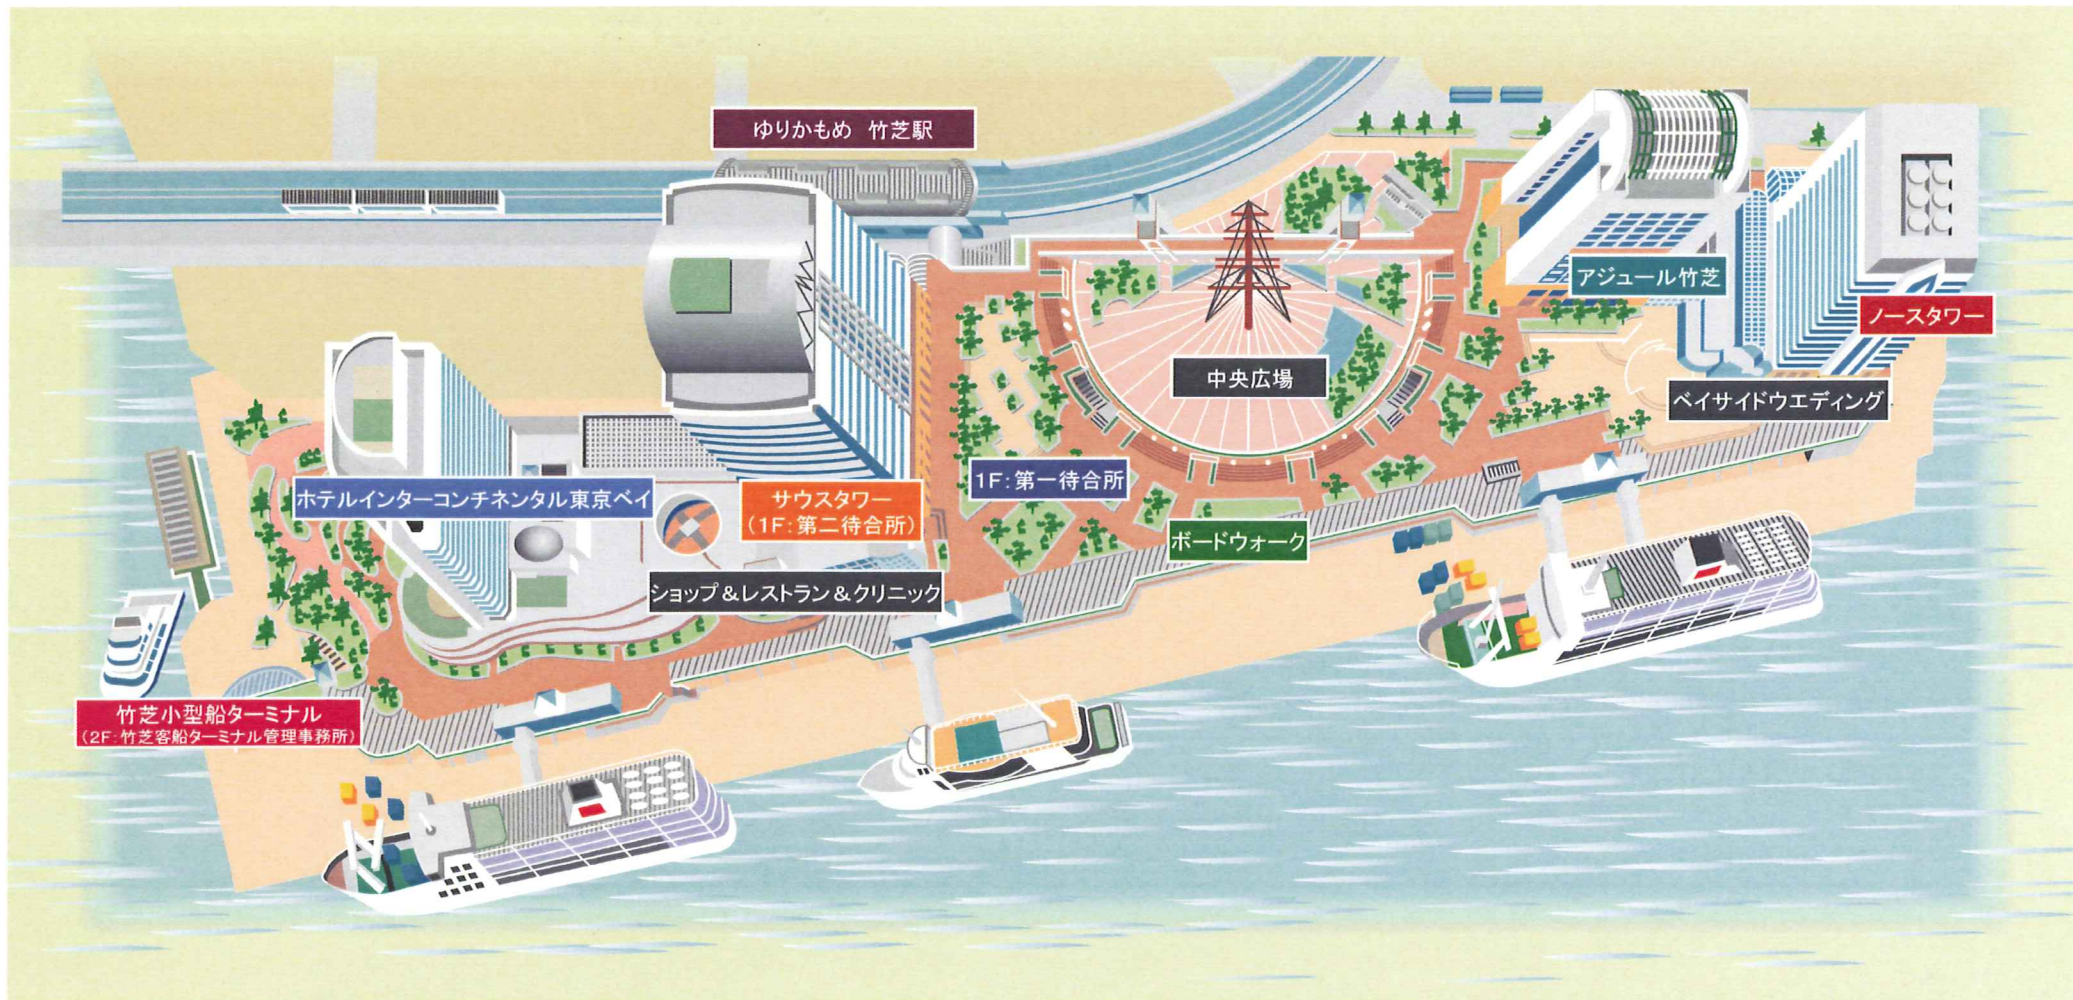 ゆりかもめ 竹芝駅
アジュール竹芝
ノースタワー
中央広場
ベイサイドウエディング
ホテルインターコンチネンタル東京ベイ
サウスタワー
(1F:第二待合所)
1F:第一待合所
ボードウォーク
ショップ&レストラン&クリニック
竹芝小型船ターミナル
(2F:竹芝客船ターミナル管理事務所)